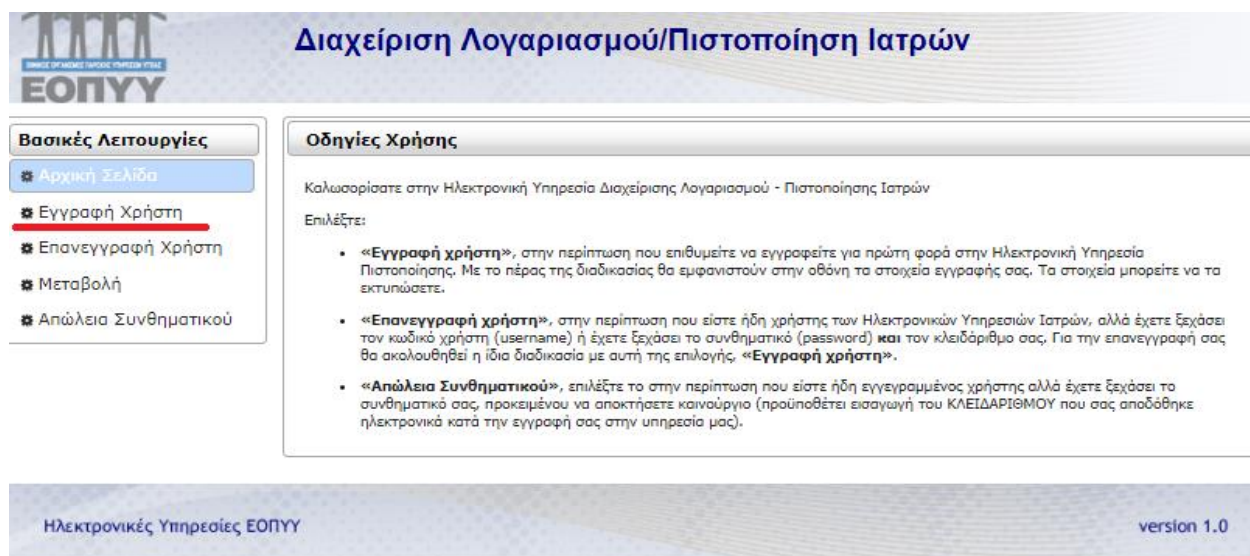 Διαχείριση Λογαριασμού/Πιστοποίηση Ιατρών
ΕΟΠΥΥ
Βασικές Λειτουργίες
Αρχική Σελίδα
Εγγραφή Χρήστη
Επανεγγραφή Χρήστη
Μεταβολή
Απώλεια Συνθηματικού
Οδηγίες Χρήσης
Καλωσορίσατε στην Ηλεκτρονική Υπηρεσία Διαχείρισης Λογαριασμού - Πιστοποίησης Ιατρών
Επιλέξτε:
• «Εγγραφή χρήστη», στην περίπτωση που επιθυμείτε να εγγραφείτε για πρώτη φορά στην Ηλεκτρονική Υπηρεσία
Πιστοποίησης. Με το πέρας της διαδικασίας θα εμφανιστούν στην οθόνη τα στοιχεία εγγραφής σας. Τα στοιχεία μπορείτε να τα
εκτυπώσετε.
• «Επανεγγραφή χρήστη», στην περίπτωση που είστε ήδη χρήστης των Ηλεκτρονικών Υπηρεσιών Ιατρών, αλλά έχετε ξεχάσει
τον κωδικό χρήστη (username) ή έχετε ξεχάσει το συνθηματικό (password) και τον κλειδάριθμο σας. Για την επανεγγραφή σας
θα ακολουθηθεί η ίδια διαδικασία με αυτή της επιλογής, «Εγγραφή χρήστη».
• «Απώλεια Συνθηματικού», επιλέξτε το στην περίπτωση που είστε ήδη εγγεγραμμένος χρήστης αλλά έχετε ξεχάσει το
συνθηματικό σας, προκειμένου να αποκτήσετε καινούργιο (προϋποθέτει εισαγωγή του ΚΛΕΙΔΑΡΙΘΜΟΥ που σας αποδόθηκε
ηλεκτρονικά κατά την εγγραφή σας στην υπηρεσία μας).
Ηλεκτρονικές Υπηρεσίες ΕΟΠΥΥ
version 1.0